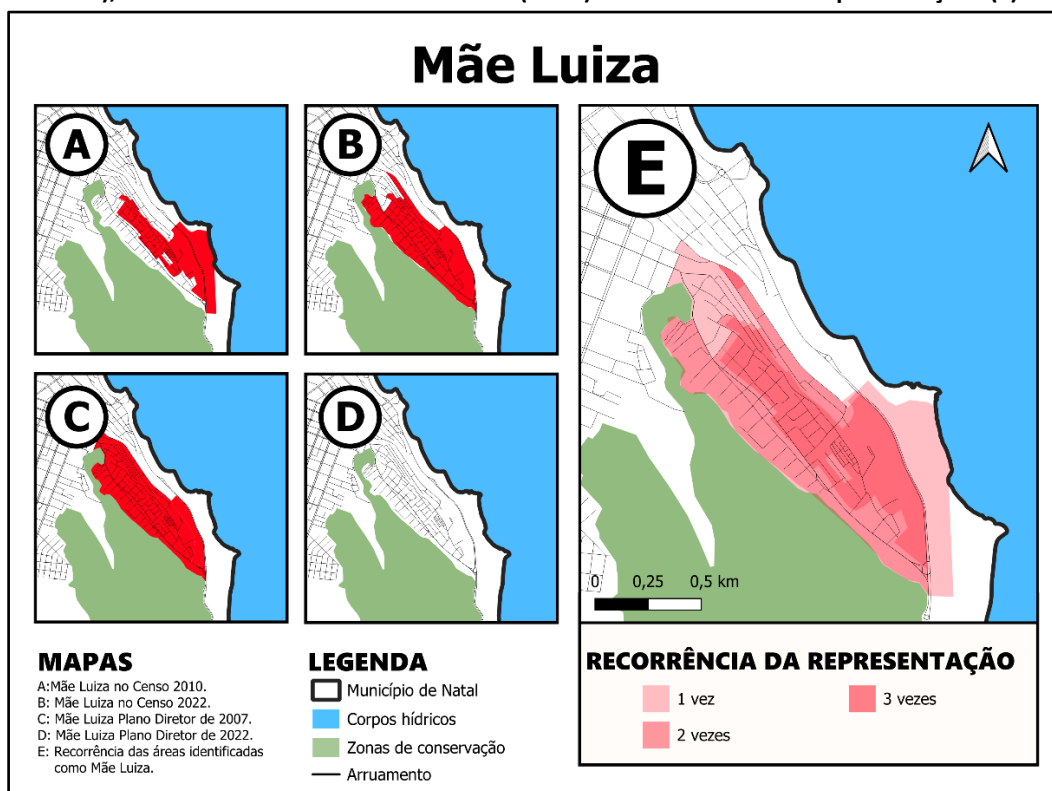 Mãe Luiza
A
B
C
D
E
0 0,25 0,5 km
MAPAS
A:Mãe Luiza no Censo 2010.
B: Mãe Luiza no Censo 2022.
C: Mãe Luiza Plano Diretor de 2007.
D: Mãe Luiza Plano Diretor de 2022.
E: Recorrência das áreas identificadas
como Mãe Luiza.
LEGENDA
Município de Natal
Corpos hídricos
Zonas de conservação
Arruamento
RECORRÊNCIA DA REPRESENTAÇÃO
1 vez
2 vezes
3 vezes